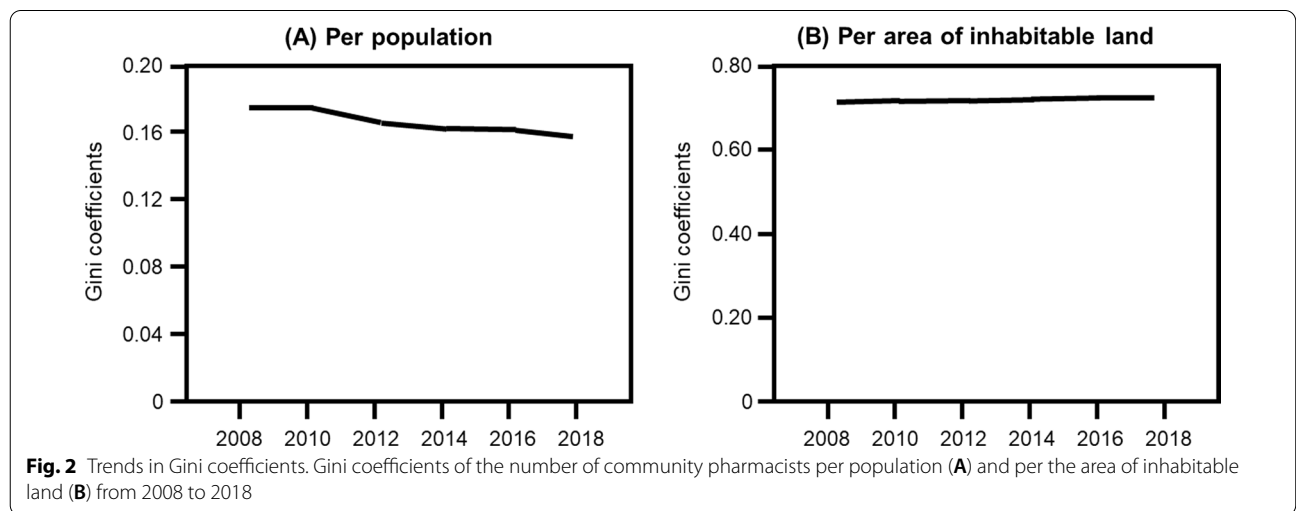 (A) Per population
0.20
0.16
0.12
0.08
0.04
0
Gini coefficients
2008 2010 2012 2014 2016 2018
(B) Per area of inhabitable land
0.80
0.60
0.40
0.20
0
Gini coefficients
2008 2010 2012 2014 2016 2018
Fig. 2 Trends in Gini coefficients. Gini coefficients of the number of community pharmacists per population (A) and per the area of inhabitable
land (B) from 2008 to 2018